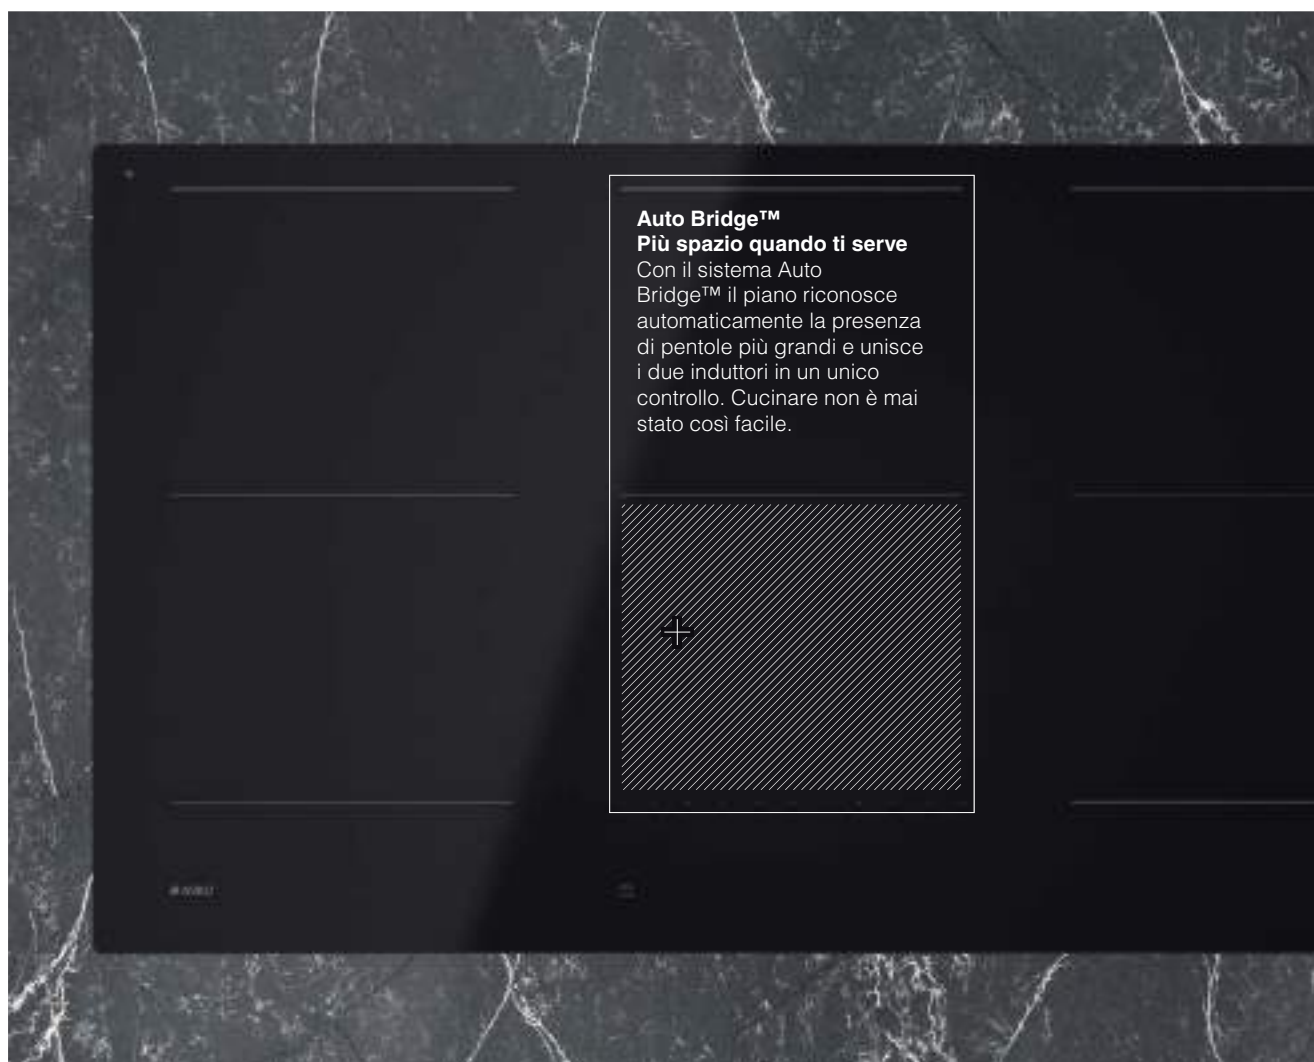 Auto Bridge™
Più spazio quando ti serve
Con il sistema Auto
Bridge™ il piano riconosce
automaticamente la presenza
di pentole più grandi e unisce
i due induttori in un unico
controllo. Cucinare non è mai
stato così facile.